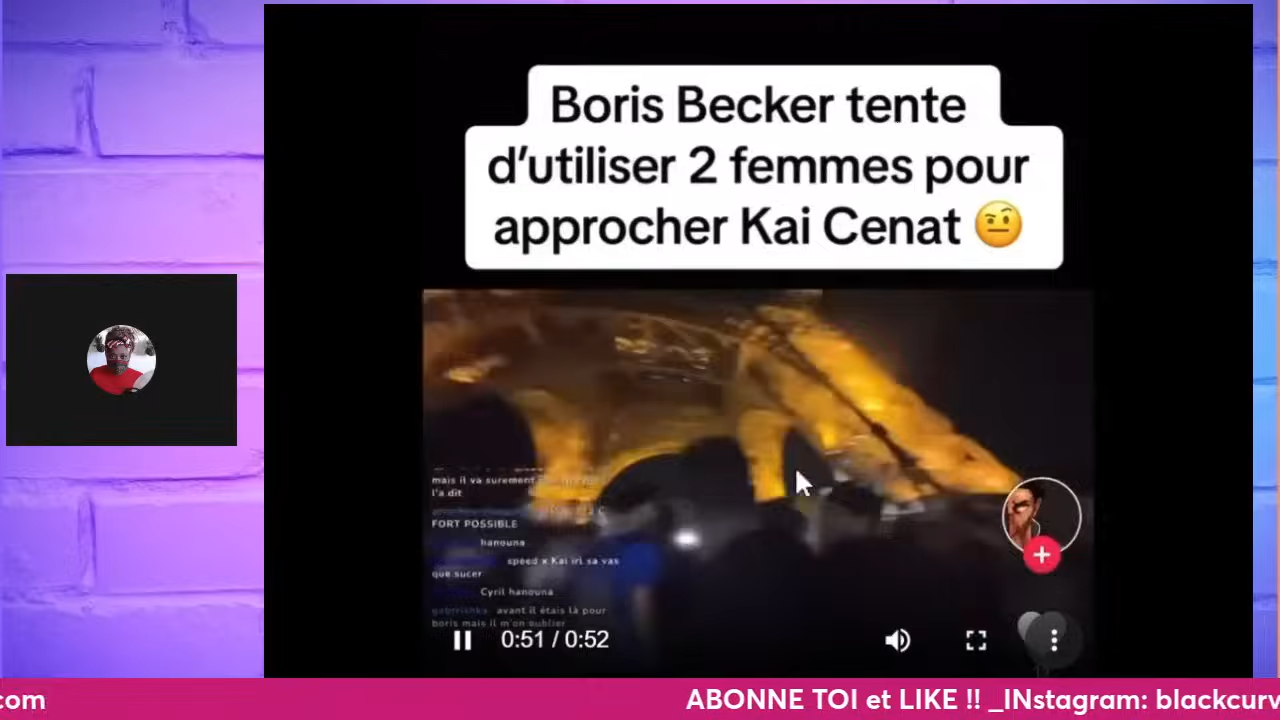 Boris Becker tente
d’utiliser 2 femmes pour
approcher Kai Cenat 🤨
mais il va surement
l'a dit
FORT POSSIBLE
hanouna
speed x Kai irl sa vas
que sucer
Cyril hanouna
avant il étais là pour
boris mais il m'on oublier
0:51 / 0:52
com
ABONNE TOI et LIKE !! _INstagram: blackcurv